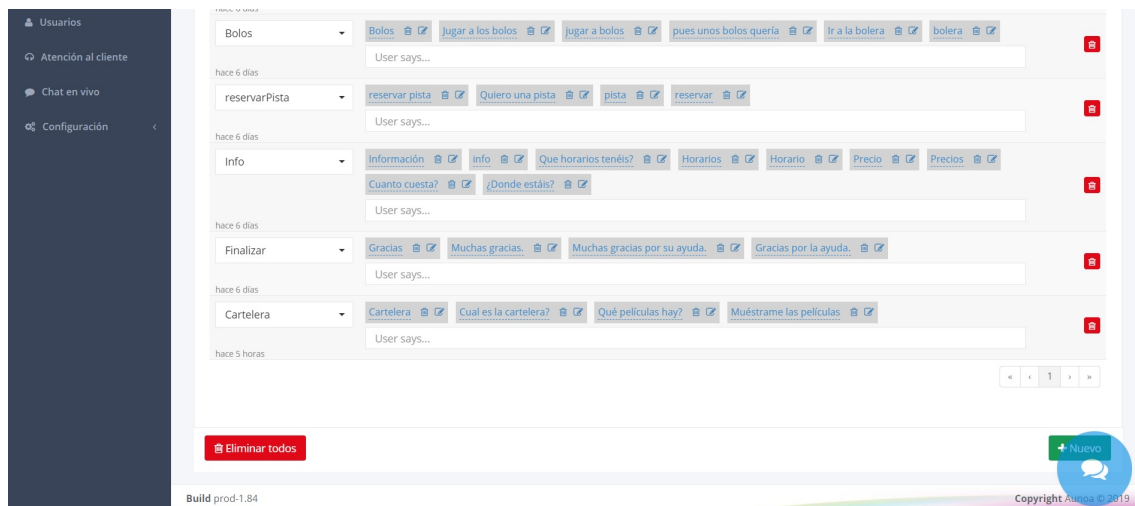 Usuarios
Atención al cliente
Chat en vivo
Configuración
Bolos
Bolos Jugar a los bolos jugar a bolos pues unos bolos quería Ir a la bolera bolera
User says...
hace 6 días
reservarPista
reservar pista Quiero una pista pista reservar
User says...
hace 6 días
Info
Información info Que horarios tenéis? Horarios Horario Precio Precios
Cuanto cuesta? ¿Donde estáis?
User says...
hace 6 días
Finalizar
Gracias Muchas gracias. Muchas gracias por su ayuda. Gracias por la ayuda.
User says...
hace 6 días
Cartelera
Cartelera Cual es la cartelera? Qué películas hay? Muéstrame las películas
User says...
hace 5 horas
« ‹ 1 › »
Eliminar todos
Nuevo
Build prod-1.84
Copyright Aunoa © 2019